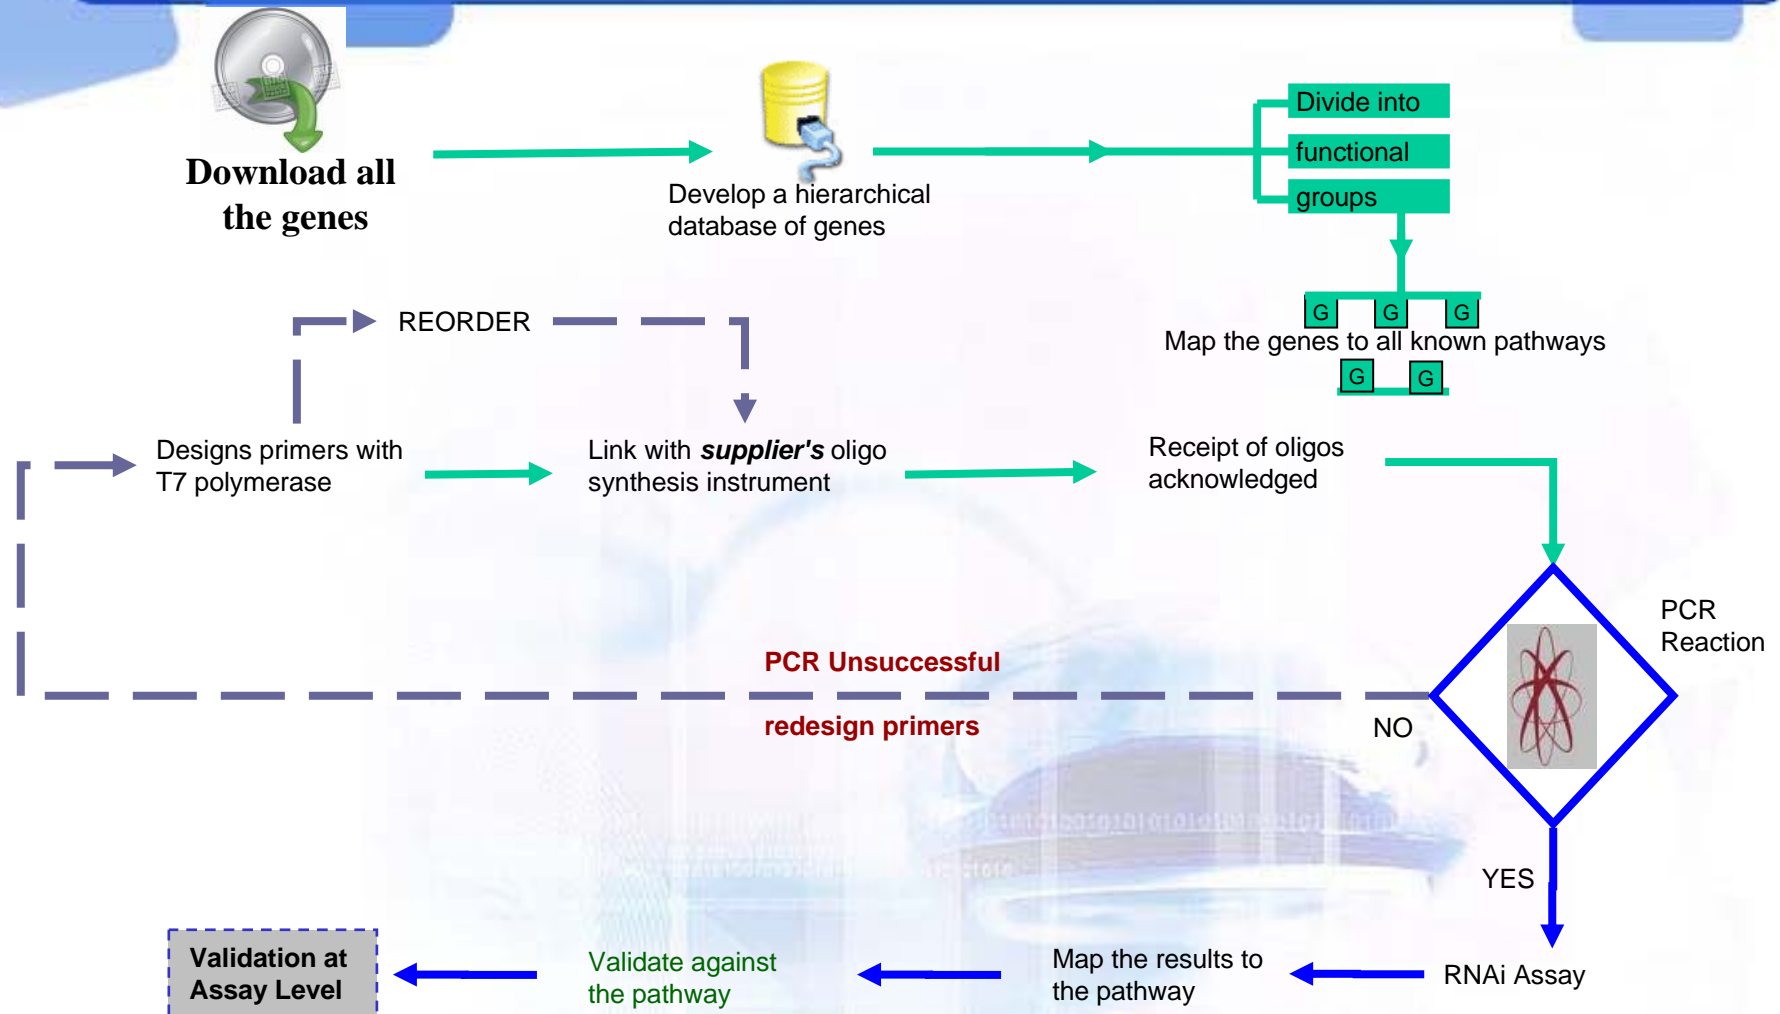 Download all
the genes
Develop a hierarchical
database of genes
Divide into
functional
groups
G G G
Map the genes to all known pathways
G G
REORDER
Designs primers with
T7 polymerase
Link with supplier's oligo
synthesis instrument
Receipt of oligos
acknowledged
PCR
Reaction
PCR Unsuccessful
redesign primers
NO
YES
RNAi Assay
Map the results to
the pathway
Validate against
the pathway
Validation at
Assay Level